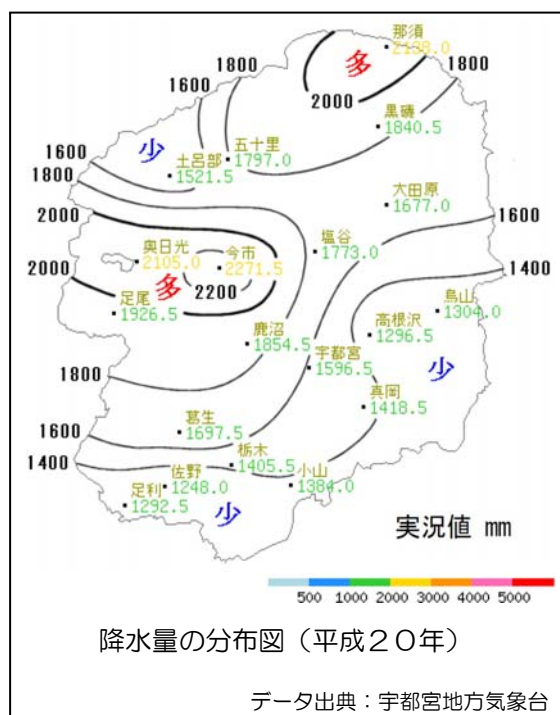 那須
2138.0
1800
1800
多
1600
2000
黒磯
1840.5
少
五十里
1797.0
1600
土呂部
1521.5
1800
大田原
1677.0
2000
1600
塩谷
1773.0
奥日光
2105.0
今市
2271.5
1400
2000
多
2200
足尾
1926.5
烏山
1304.0
高根沢
1296.5
鹿沼
1854.5
宇都宮
1596.5
少
1800
真岡
1418.5
葛生
1697.5
1600
栃木
1405.5
1400
佐野
1248.0
小山
1384.0
足利
1292.5
少
実況値 mm
500 1000 2000 3000 4000 5000
降水量の分布図（平成２０年）
データ出典：宇都宮地方気象台